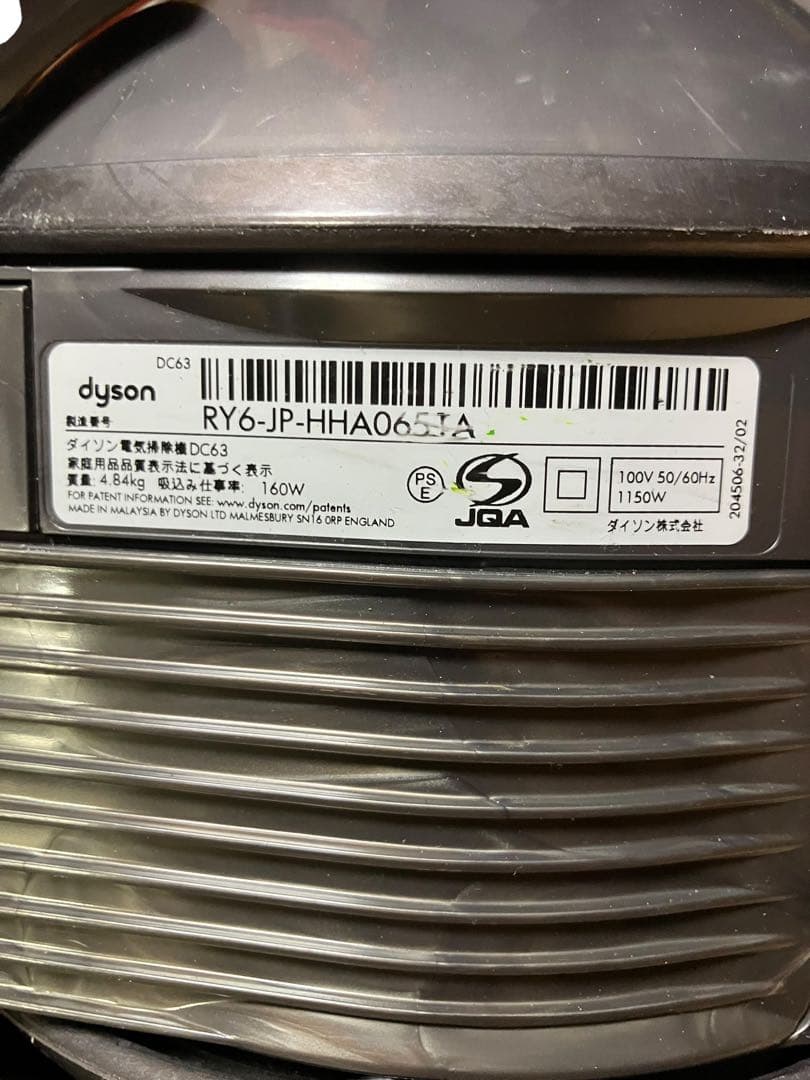 DC63
dyson
製造番号
RY6-JP-HHA0651A
ダイソン電気掃除機DC63
家庭用品品質表示法に基づく表示
質量: 4.84kg 吸込み仕事率: 160W
FOR PATENT INFORMATION SEE: www.dyson.com/patents
MADE IN MALAYSIA BY DYSON LTD MALMESBURY SN16 0RP ENGLAND
PS
E
JQA
100V 50/60Hz
1150W
ダイソン株式会社
204506-32/02